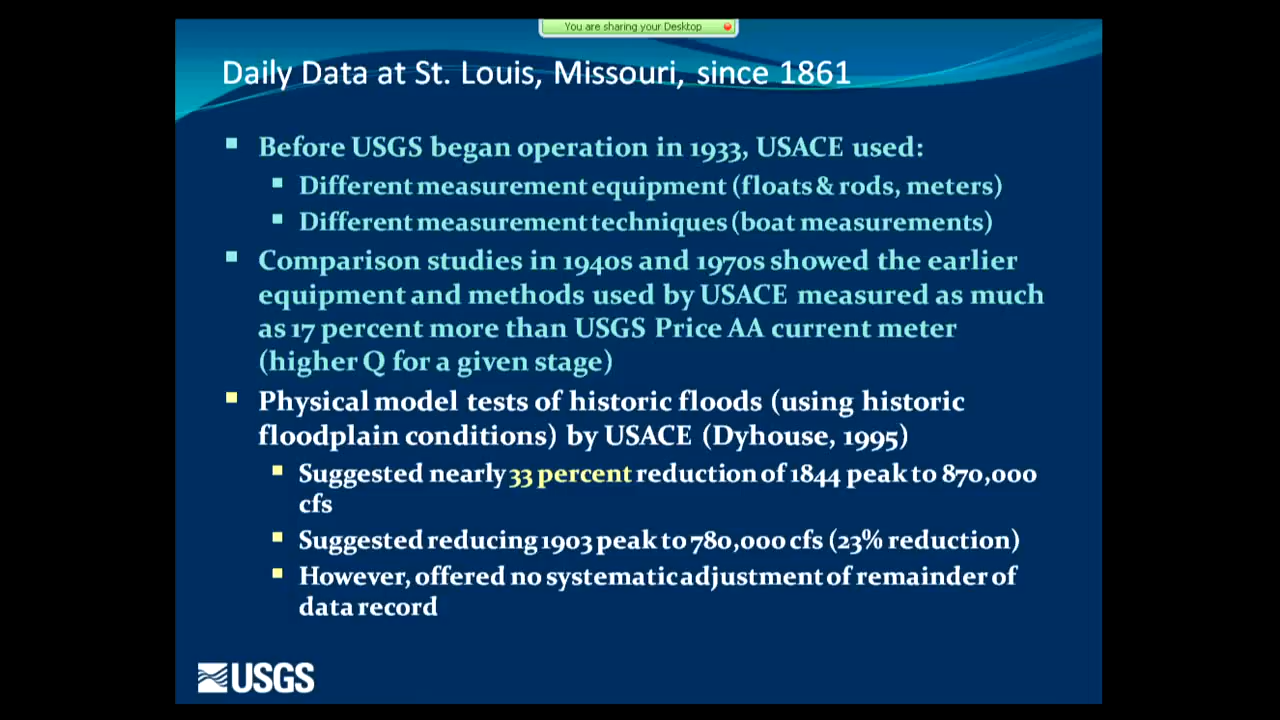 You are sharing your Desktop
Daily Data at St. Louis, Missouri, since 1861
Before USGS began operation in 1933, USACE used:
Different measurement equipment (floats & rods, meters)
Different measurement techniques (boat measurements)
Comparison studies in 1940s and 1970s showed the earlier
equipment and methods used by USACE measured as much
as 17 percent more than USGS Price AA current meter
(higher Q for a given stage)
Physical model tests of historic floods (using historic
floodplain conditions) by USACE (Dyhouse, 1995)
Suggested nearly 33 percent reduction of 1844 peak to 870,000
cfs
Suggested reducing 1903 peak to 780,000 cfs (23% reduction)
However, offered no systematic adjustment of remainder of
data record
USGS